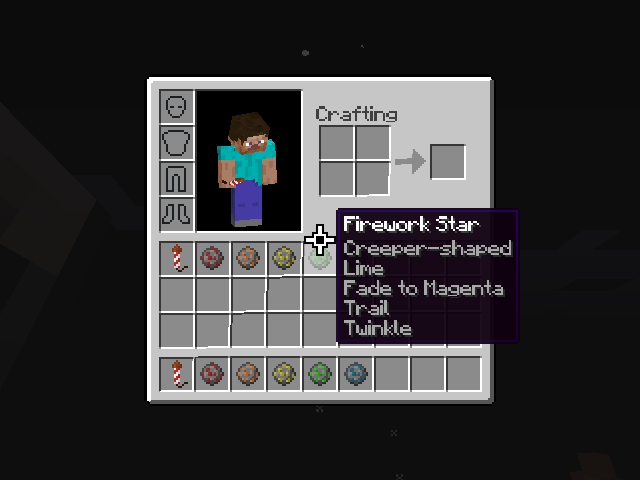 Crafting
Firework Star
Creeper-shaped
Lime
Fade to Magenta
Trail
Twinkle